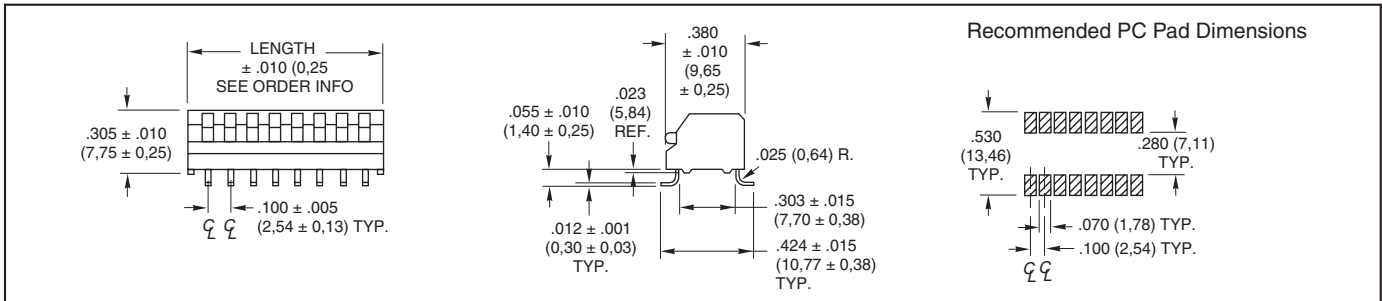 Recommended PC Pad Dimensions
LENGTH
± .010 (0,25
SEE ORDER INFO
.305 ± .010
(7,75 ± 0,25)
.100 ± .005
(2,54 ± 0,13) TYP.
℄ ℄
.380
± .010
(9,65
± 0,25)
.023
(5,84)
REF.
.055 ± .010
(1,40 ± 0,25)
.025 (0,64) R.
.012 ± .001
(0,30 ± 0,03)
TYP.
.303 ± .015
(7,70 ± 0,38)
.424 ± .015
(10,77 ± 0,38)
TYP.
.530
(13,46)
TYP.
.280 (7,11)
TYP.
.070 (1,78) TYP.
.100 (2,54) TYP.
℄ ℄